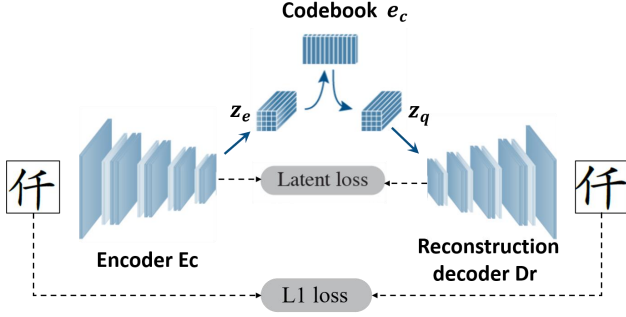 Codebook e_c
z_e
z_q
仟
Latent loss
仟
Encoder Ec
Reconstruction
decoder Dr
L1 loss